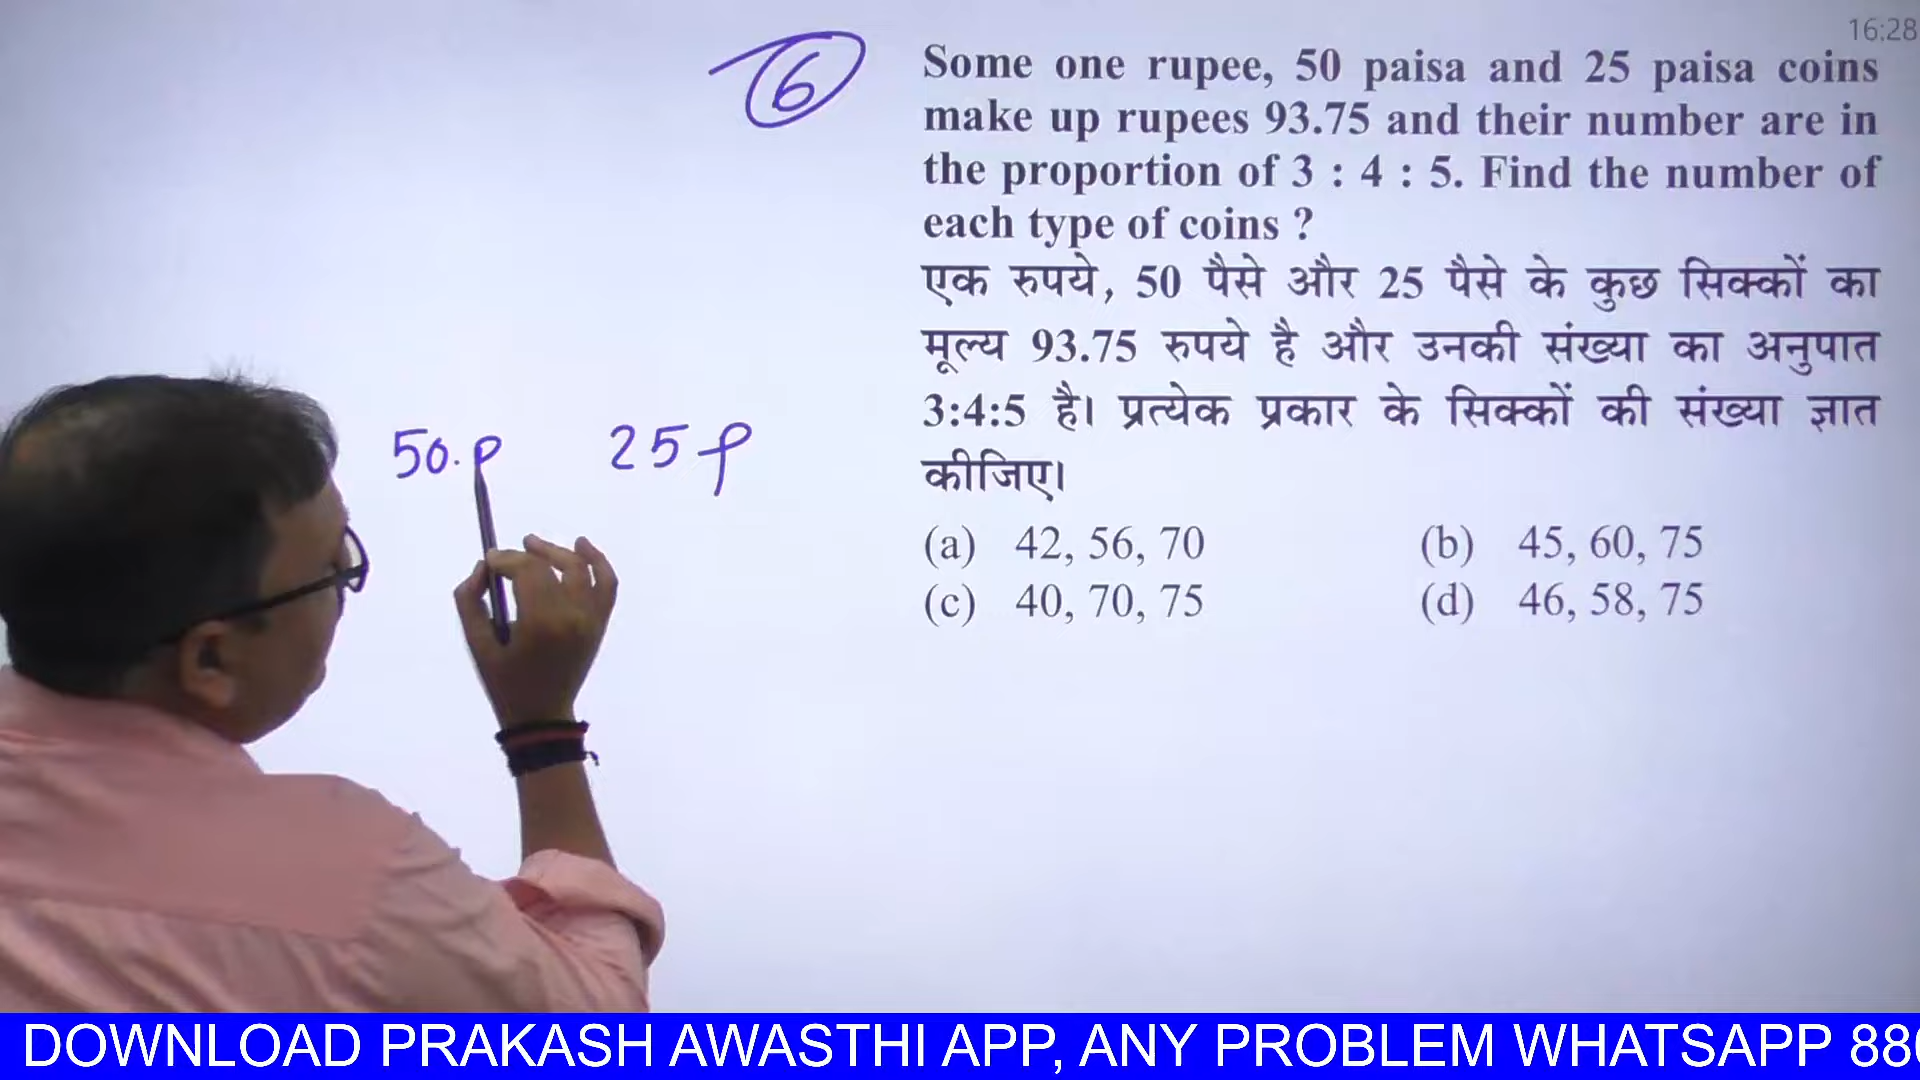 16:28
6
Some one rupee, 50 paisa and 25 paisa coins
make up rupees 93.75 and their number are in
the proportion of 3 : 4 : 5. Find the number of
each type of coins ?
एक रुपये, 50 पैसे और 25 पैसे के कुछ सिक्कों का
मूल्य 93.75 रुपये है और उनकी संख्या का अनुपात
3:4:5 है। प्रत्येक प्रकार के सिक्कों की संख्या ज्ञात
कीजिए।
50.p 25 p
(a) 42, 56, 70 (b) 45, 60, 75
(c) 40, 70, 75 (d) 46, 58, 75
DOWNLOAD PRAKASH AWASTHI APP, ANY PROBLEM WHATSAPP 88